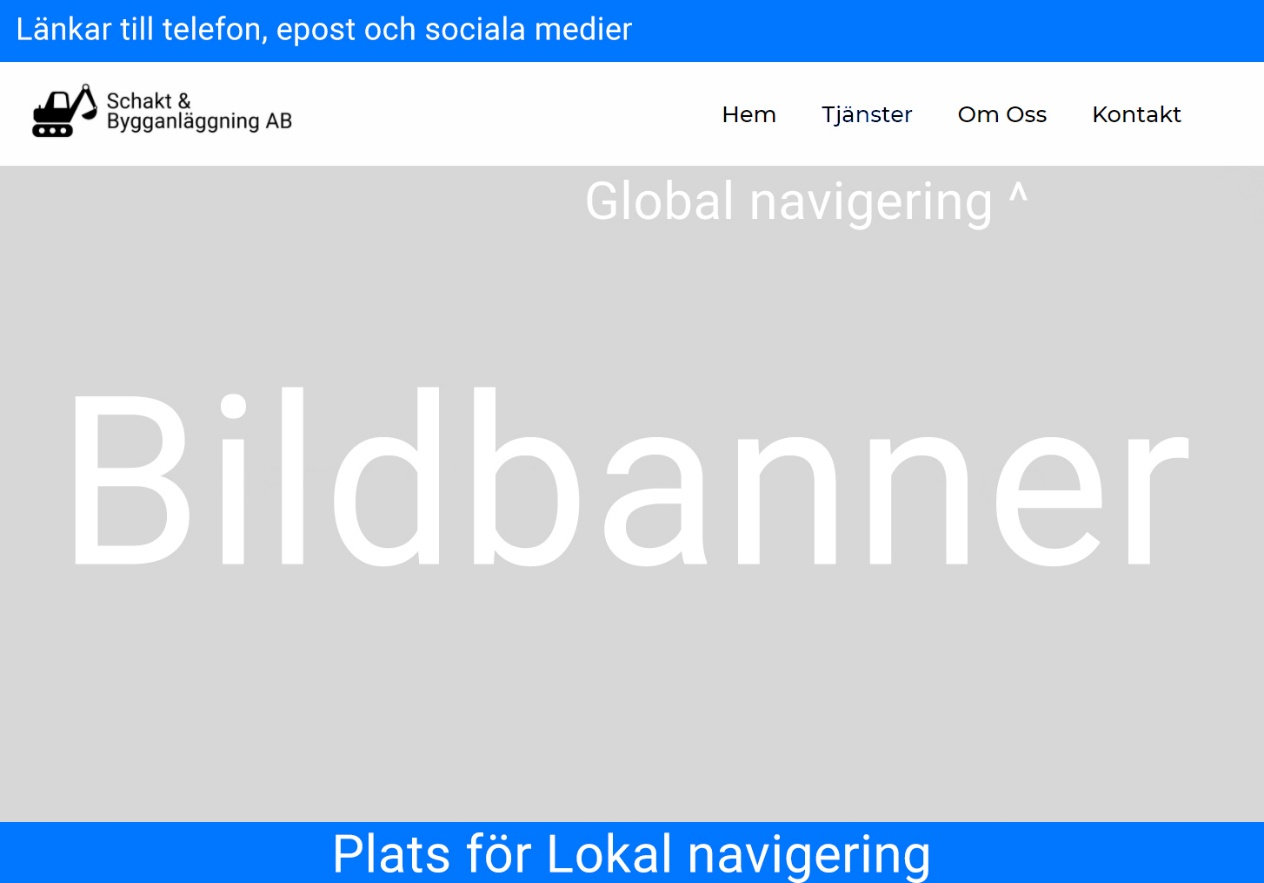 Länkar till telefon, epost och sociala medier
Schakt &
Bygganläggning AB
Hem Tjänster Om Oss Kontakt
Global navigering ^
Bildbanner
Plats för Lokal navigering